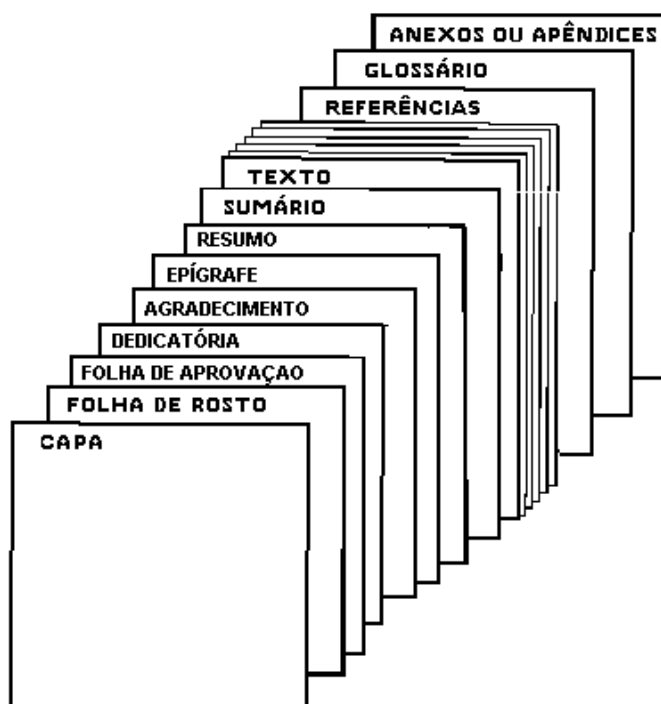 ANEXOS OU APÊNDICES
GLOSSÁRIO
REFERÊNCIAS
TEXTO
SUMÁRIO
RESUMO
EPÍGRAFE
AGRADECIMENTO
DEDICATÓRIA
FOLHA DE APROVAÇAO
FOLHA DE ROSTO
CAPA